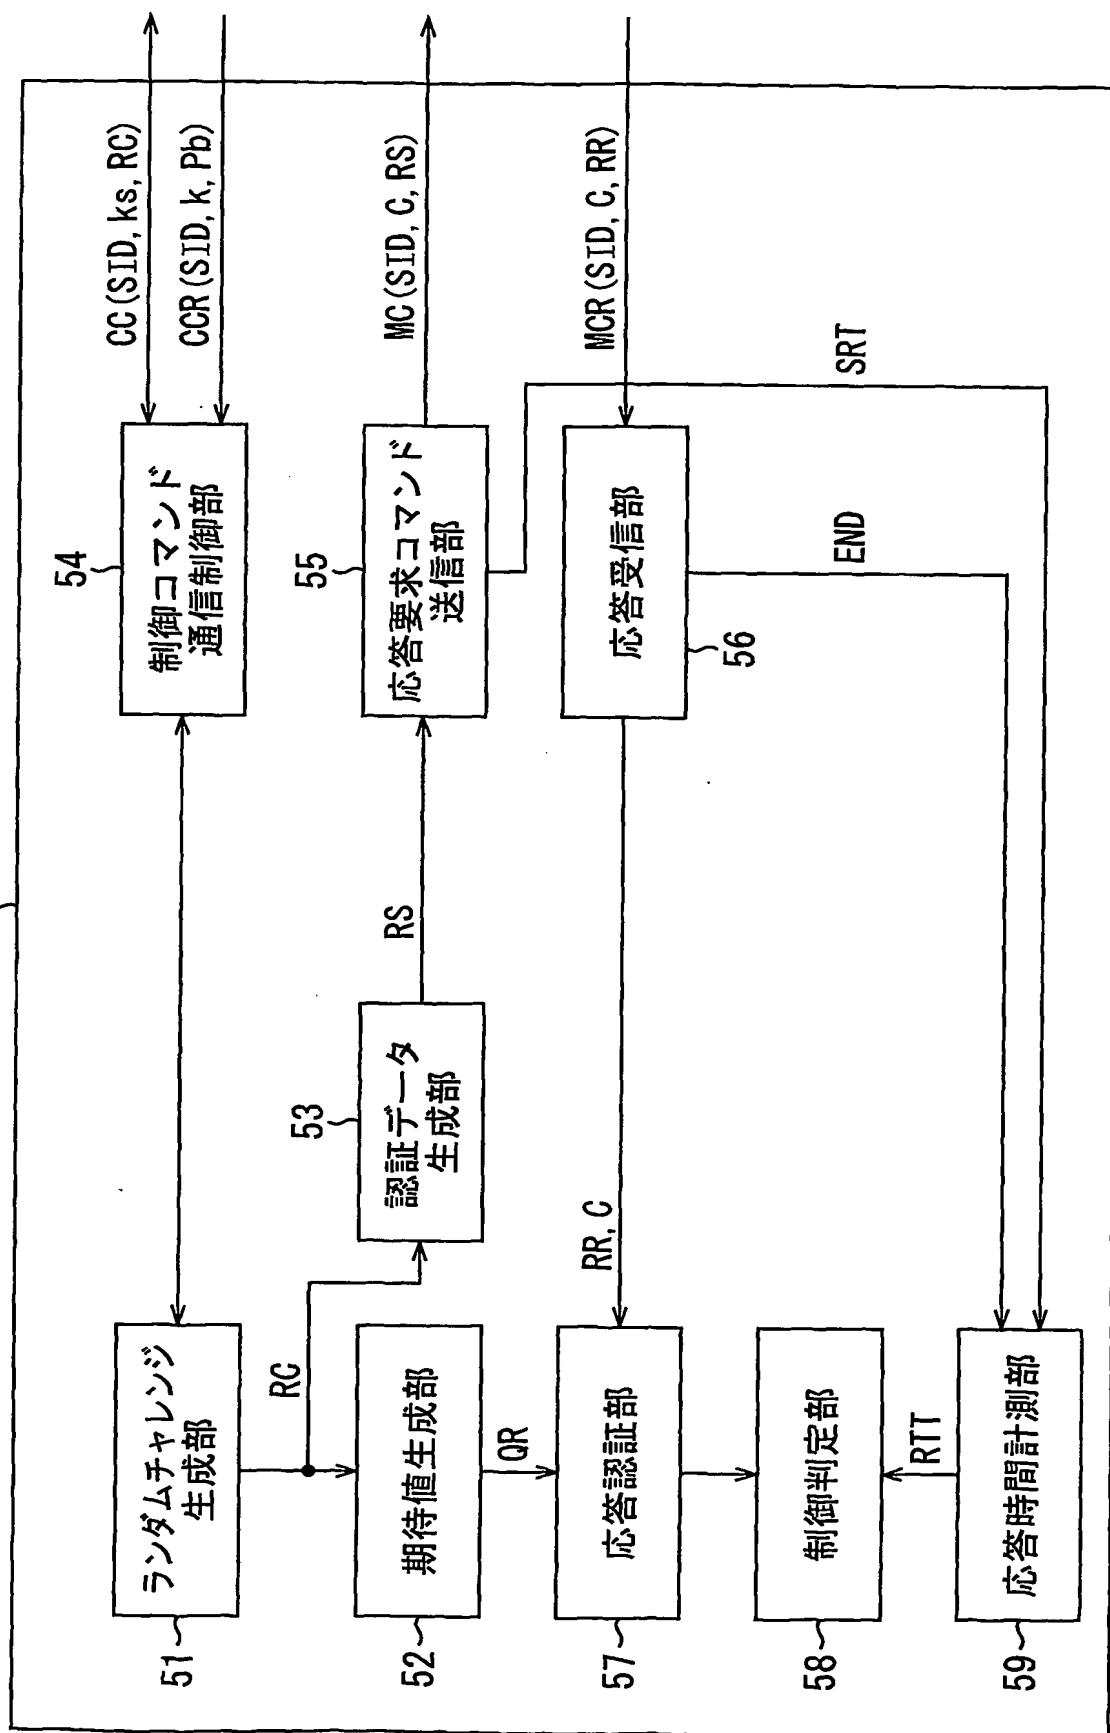 CC(SID, ks, RC)
CCR(SID, k, Pb)
54
制御コマンド
通信制御部
ランダムチャレンジ
生成部
51
RC
53
認証データ
生成部
RS
55
応答要求コマンド
送信部
MC(SID, C, RS)
期待値生成部
52
QR
MCR(SID, C, RR)
応答受信部
56
RR, C
応答認証部
57
制御判定部
58
SRT
END
RTT
応答時間計測部
59